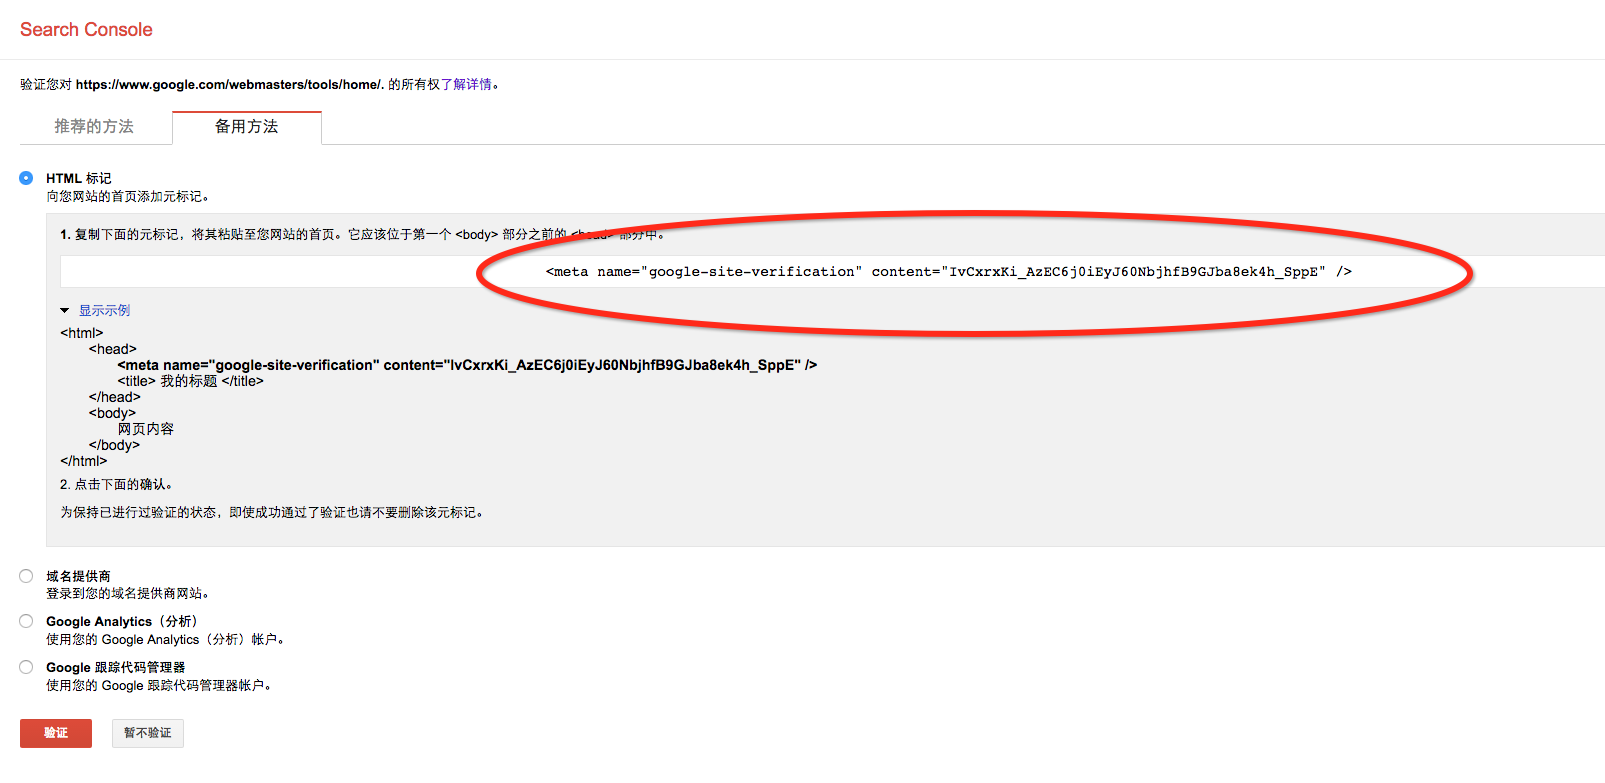 Search Console
验证您对 https://www.google.com/webmasters/tools/home/. 的所有权了解详情。
推荐的方法
备用方法
HTML 标记
向您网站的首页添加元标记。
1. 复制下面的元标记，将其粘贴至您网站的首页。它应该位于第一个 <body> 部分之前的 <head> 部分中。
<meta name="google-site-verification" content="IvCxrxKi_AzEC6j0iEyJ60NbjhfB9GJba8ek4h_SppE" />
显示示例
<html>
<head>
<meta name="google-site-verification" content="IvCxrxKi_AzEC6j0iEyJ60NbjhfB9GJba8ek4h_SppE" />
<title> 我的标题 </title>
</head>
<body>
网页内容
</body>
</html>
2. 点击下面的确认。
为保持已进行过验证的状态，即使成功通过了验证也请不要删除该元标记。
域名提供商
登录到您的域名提供商网站。
Google Analytics（分析）
使用您的 Google Analytics（分析）帐户。
Google 跟踪代码管理器
使用您的 Google 跟踪代码管理器帐户。
验证
暂不验证